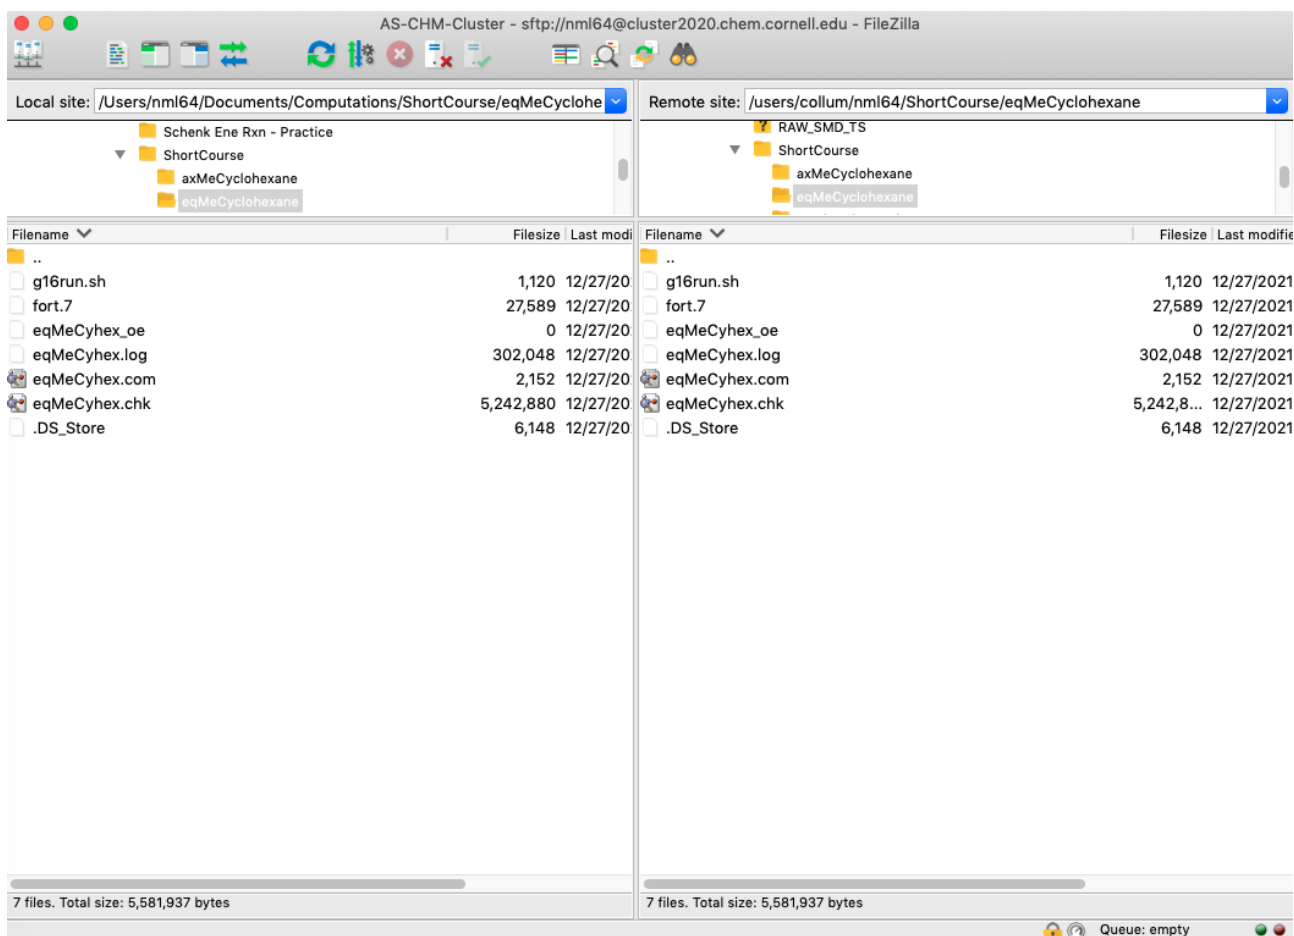 AS-CHM-Cluster - sftp://nml64@cluster2020.chem.cornell.edu - FileZilla
Local site: /Users/nml64/Documents/Computations/ShortCourse/eqMeCyclohe
Schenk Ene Rxn - Practice
ShortCourse
axMeCyclohexane
eqMeCyclohexane
Remote site: /users/collum/nml64/ShortCourse/eqMeCyclohexane
? RAW_SMD_TS
ShortCourse
axMeCyclohexane
eqMeCyclohexane
Filename Filesize Last modi
..
g16run.sh 1,120 12/27/20
fort.7 27,589 12/27/20
eqMeCyhex_oe 0 12/27/20
eqMeCyhex.log 302,048 12/27/20
eqMeCyhex.com 2,152 12/27/20
eqMeCyhex.chk 5,242,880 12/27/20
.DS_Store 6,148 12/27/20
7 files. Total size: 5,581,937 bytes
Filename Filesize Last modifie
..
g16run.sh 1,120 12/27/2021
fort.7 27,589 12/27/2021
eqMeCyhex_oe 0 12/27/2021
eqMeCyhex.log 302,048 12/27/2021
eqMeCyhex.com 2,152 12/27/2021
eqMeCyhex.chk 5,242,8... 12/27/2021
.DS_Store 6,148 12/27/2021
7 files. Total size: 5,581,937 bytes
Queue: empty